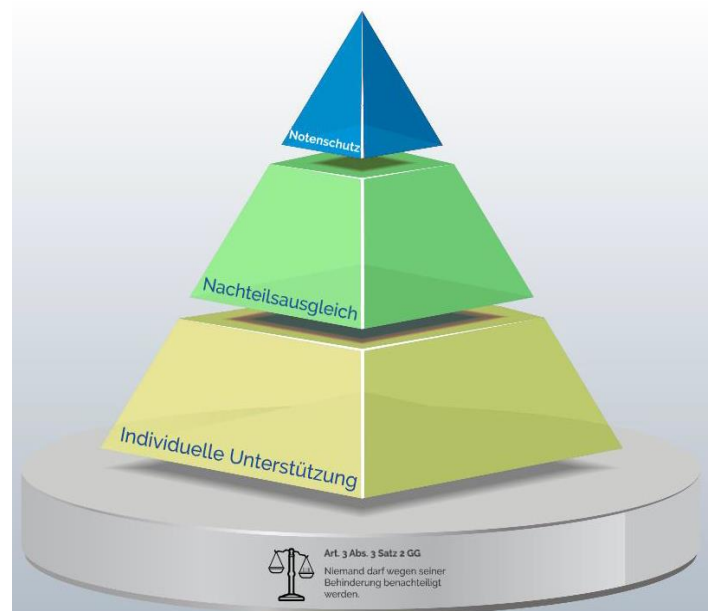 Notenschutz
Nachteilsausgleich
Individuelle Unterstützung
Art. 3 Abs. 3 Satz 2 GG
Niemand darf wegen seiner
Behinderung benachteiligt
werden.